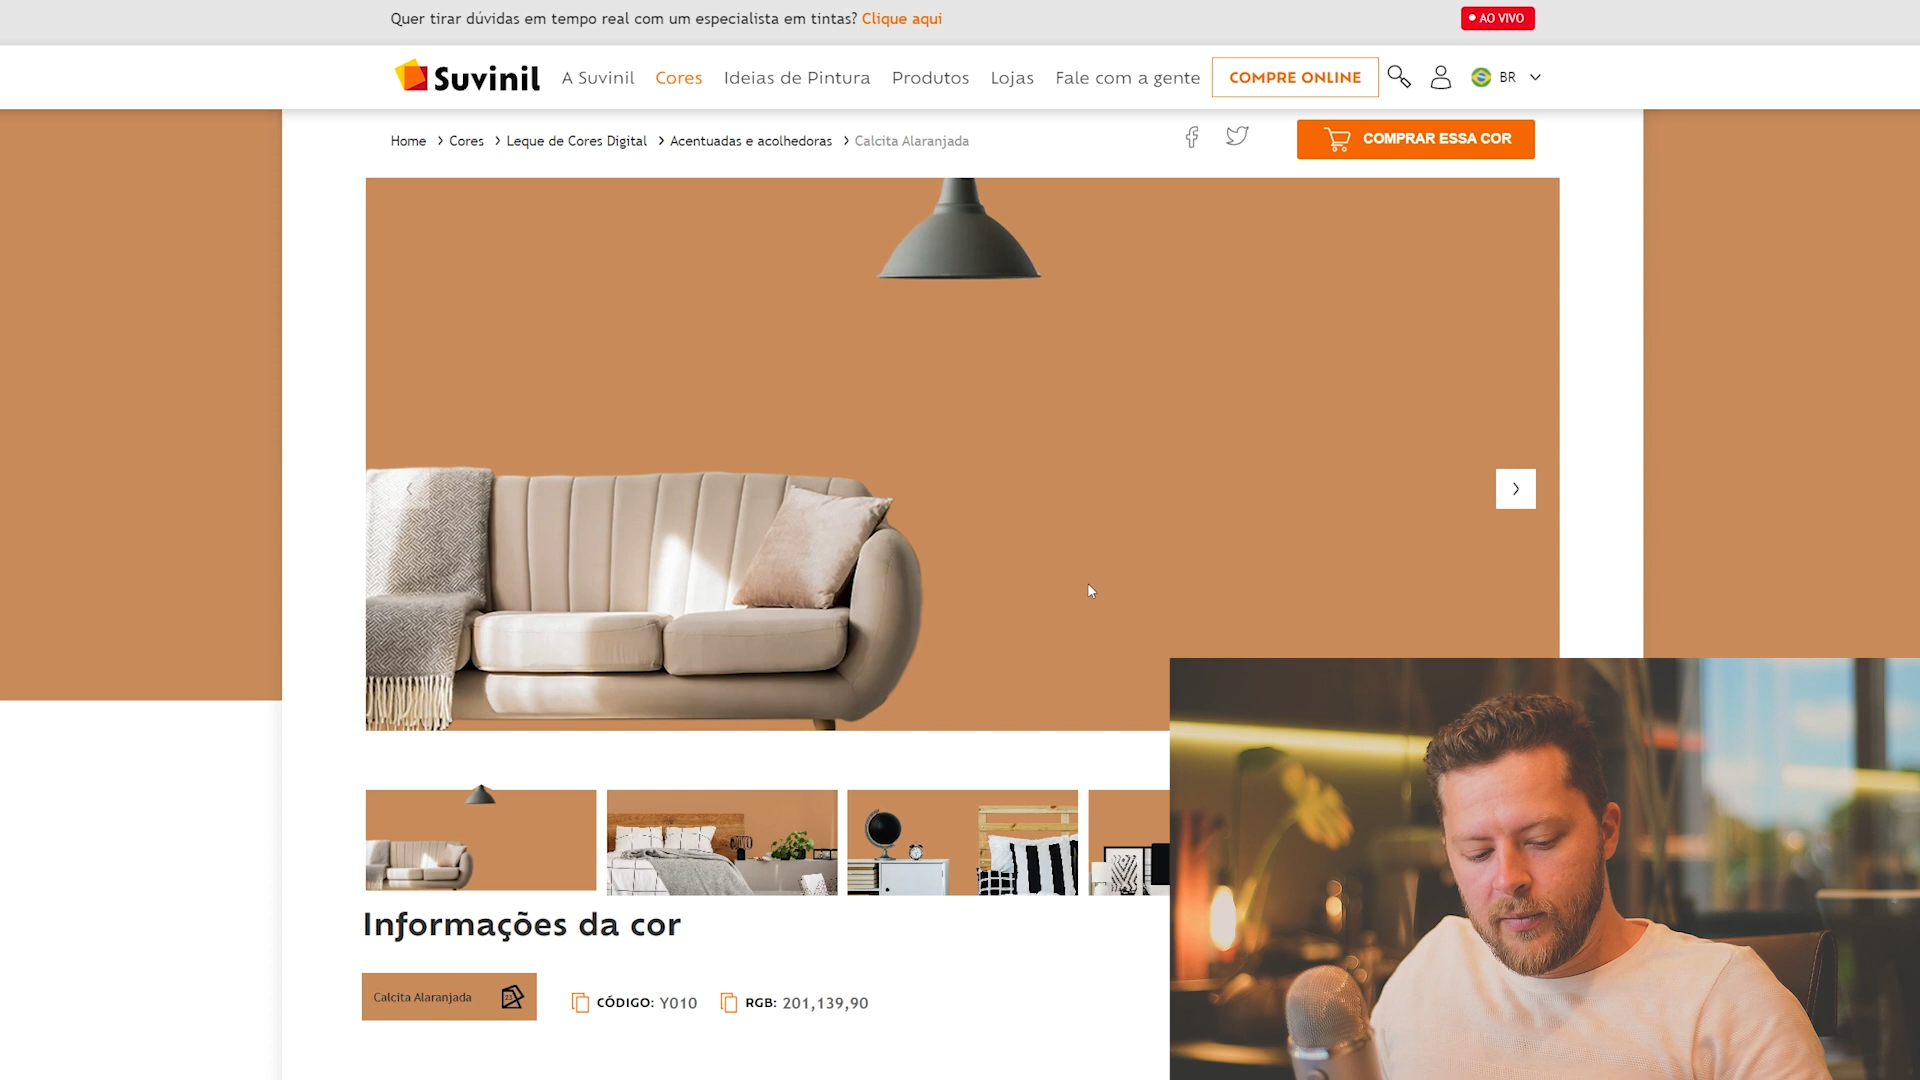 Quer tirar dúvidas em tempo real com um especialista em tintas? Clique aqui
AO VIVO
Suvinil
A Suvinil
Cores
Ideias de Pintura
Produtos
Lojas
Fale com a gente
COMPRE ONLINE
BR
Home > Cores > Leque de Cores Digital > Acentuadas e acolhedoras > Calcita Alaranjada
COMPRAR ESSA COR
Informações da cor
Calcita Alaranjada
CÓDIGO: Y010
RGB: 201,139,90